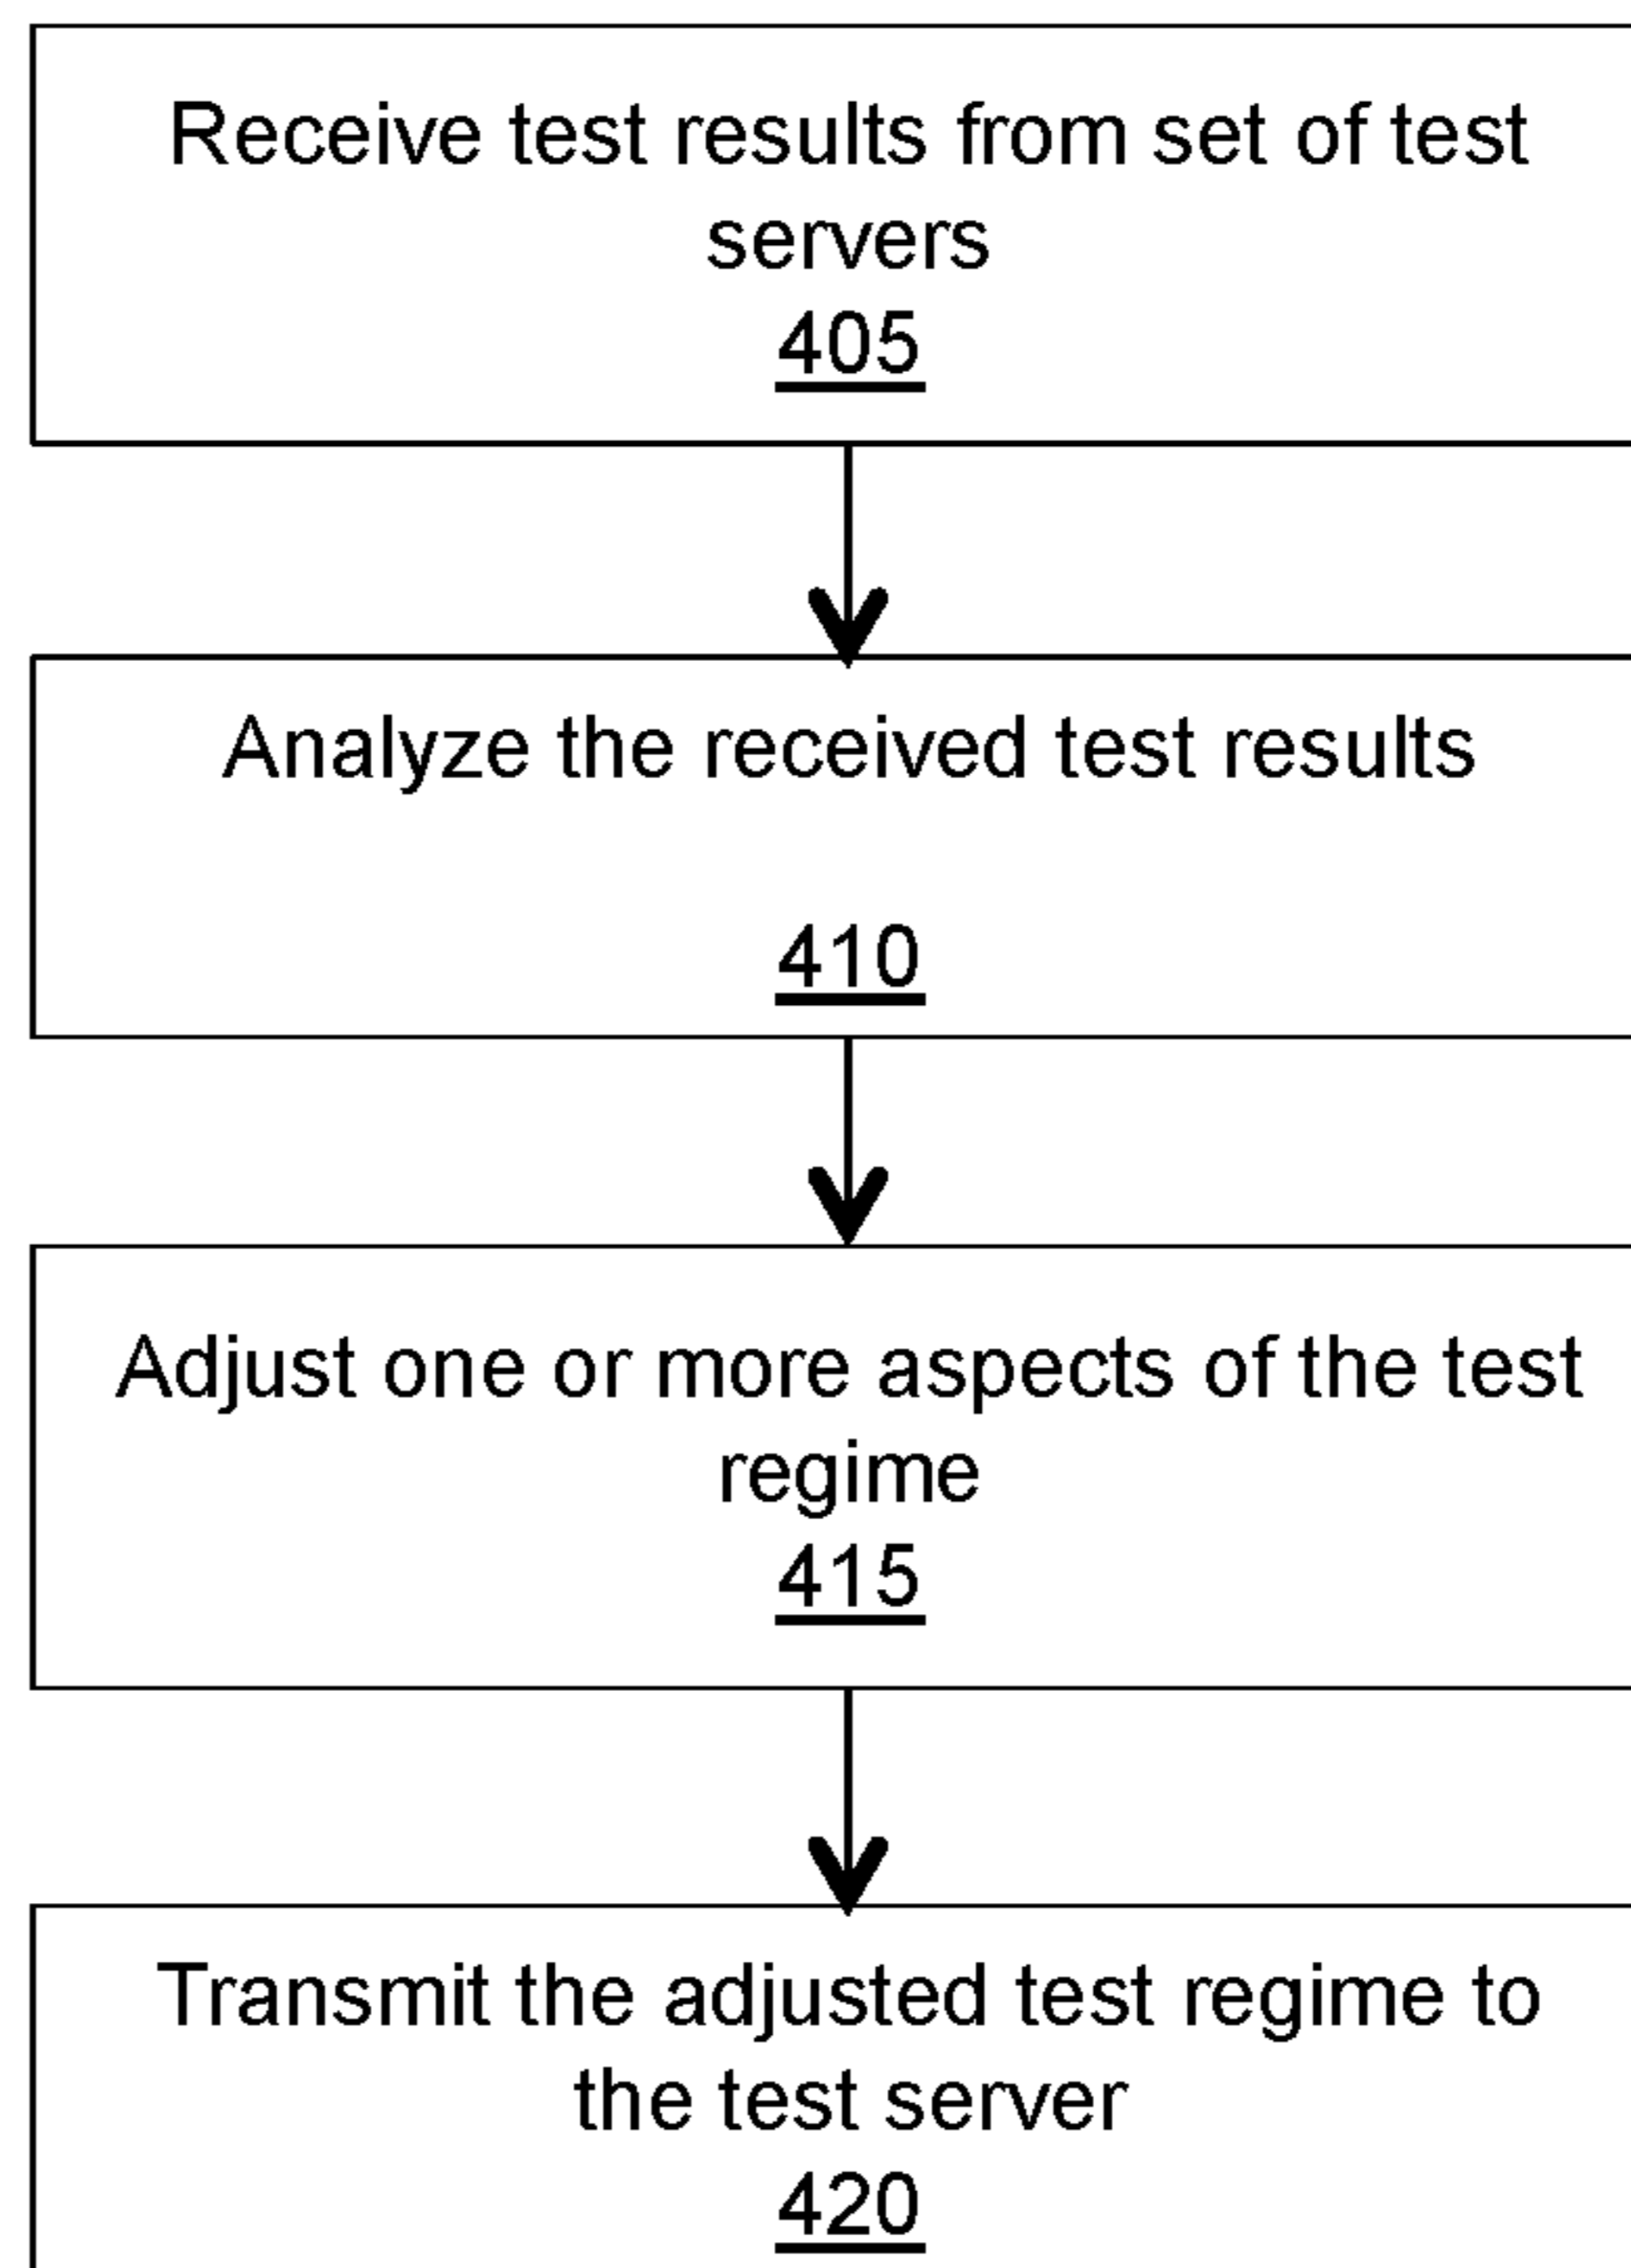 Receive test results from set of test
servers
405
Analyze the received test results
410
Adjust one or more aspects of the test
regime
415
Transmit the adjusted test regime to
the test server
420